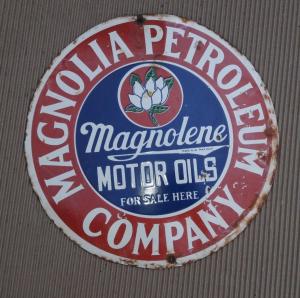 MAGNOLIA PETROLEUM
COMPANY
Magnolene
MOTOR OILS
FOR SALE HERE